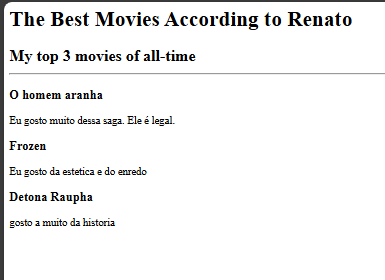 The Best Movies According to Renato
My top 3 movies of all-time
O homem aranha
Eu gosto muito dessa saga. Ele é legal.
Frozen
Eu gosto da estetica e do enredo
Detona Raupha
gosto a muito da historia